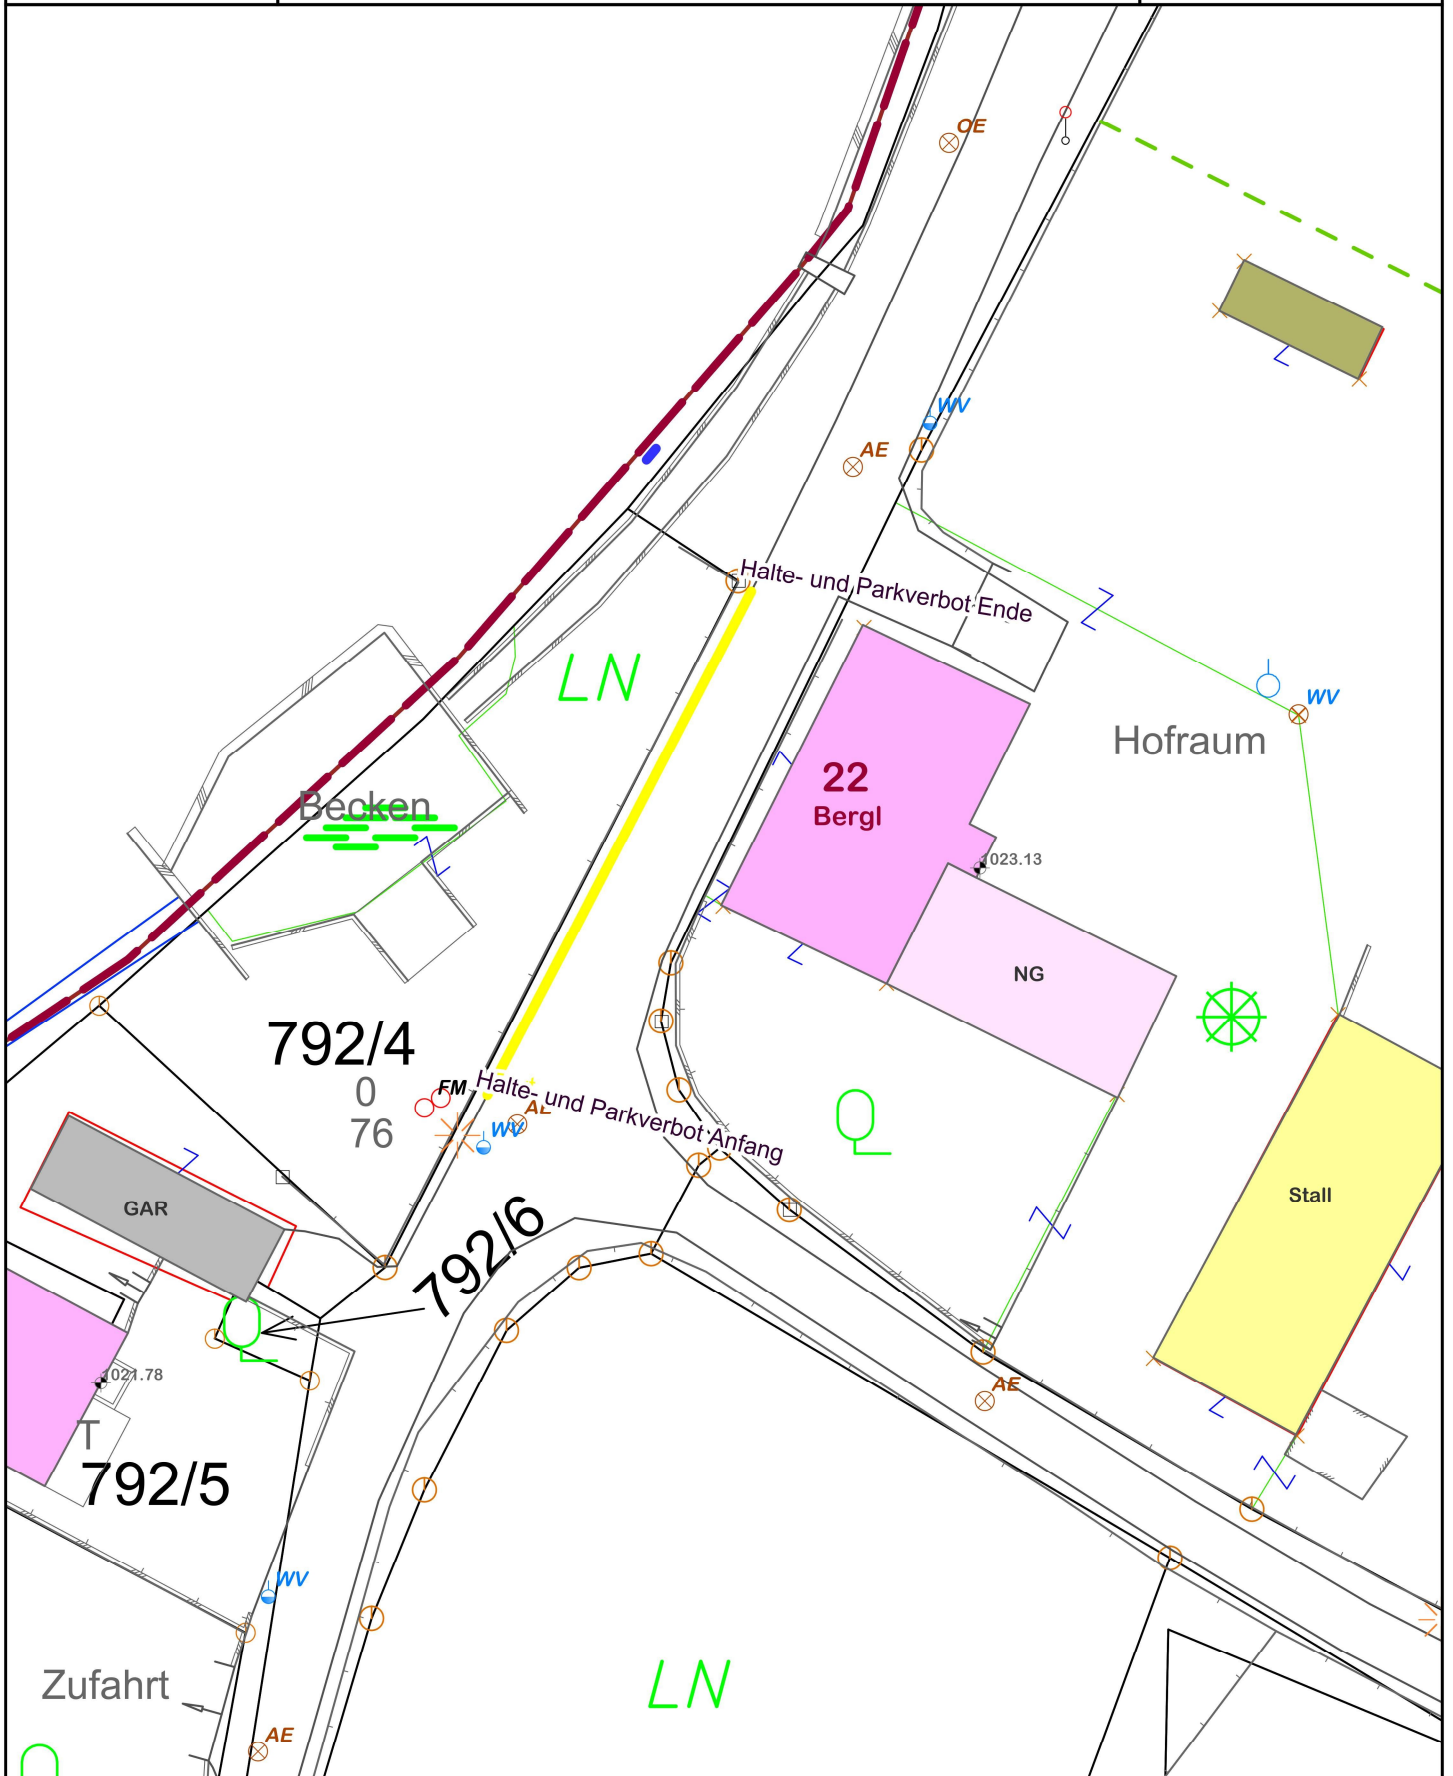 OE
WV
AE
Halte- und Parkverbot Ende
LN
WV
Hofraum
22
Bergl
Becken
1023.13
NG
792/4
0
76
FM
Halte- und Parkverbot Anfang
AE
WV
Stall
GAR
792/6
1021.78
AE
T
792/5
WV
Zufahrt
LN
AE